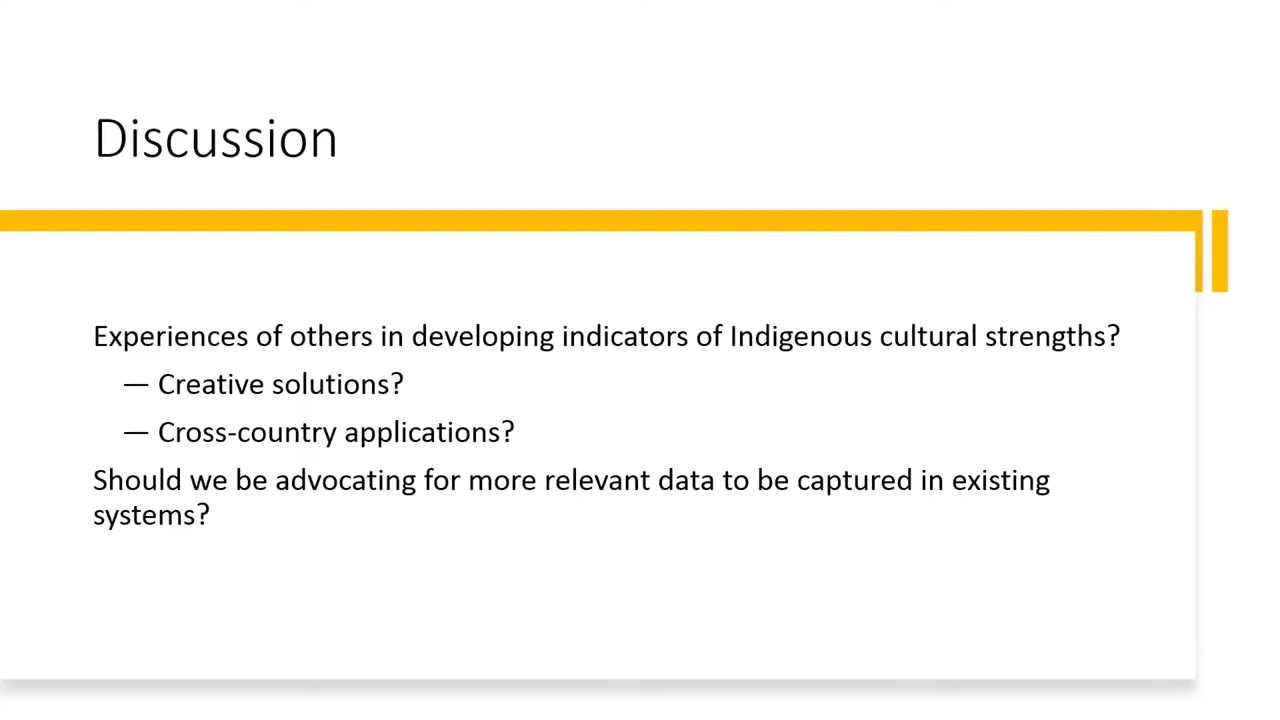 Discussion
Experiences of others in developing indicators of Indigenous cultural strengths?
— Creative solutions?
— Cross-country applications?
Should we be advocating for more relevant data to be captured in existing
systems?